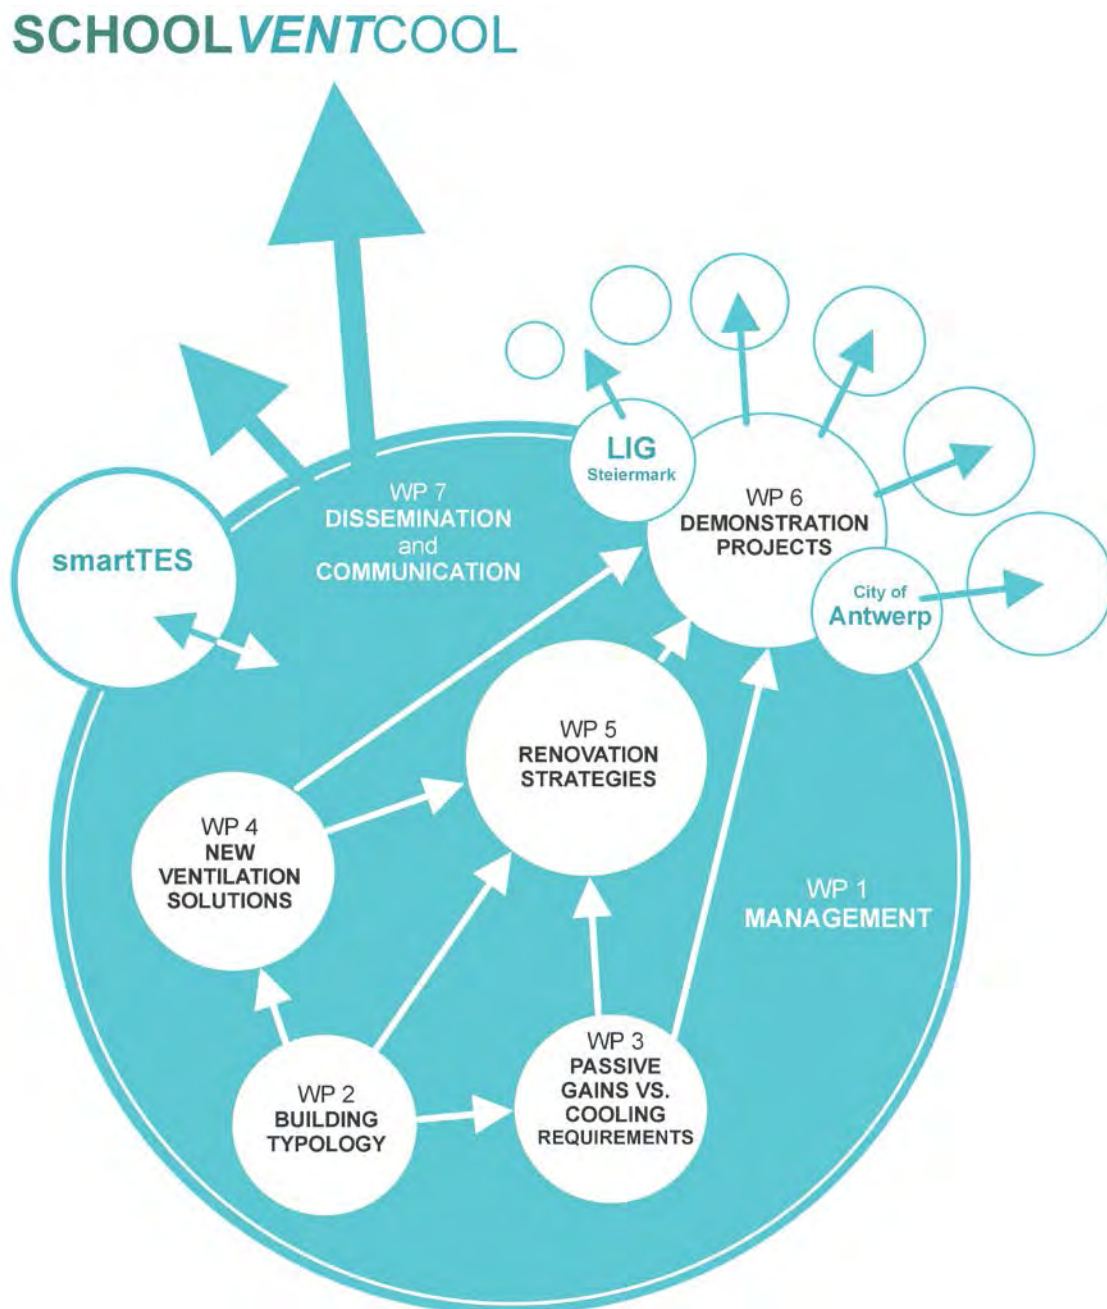 SCHOOLVENTCOOL
LIG
Steiermark
WP 7
DISSEMINATION
and
COMMUNICATION
WP 6
DEMONSTRATION
PROJECTS
smartTES
City of
Antwerp
WP 5
RENOVATION
STRATEGIES
WP 4
NEW
VENTILATION
SOLUTIONS
WP 1
MANAGEMENT
WP 3
PASSIVE
GAINS VS.
COOLING
REQUIREMENTS
WP 2
BUILDING
TYPOLOGY